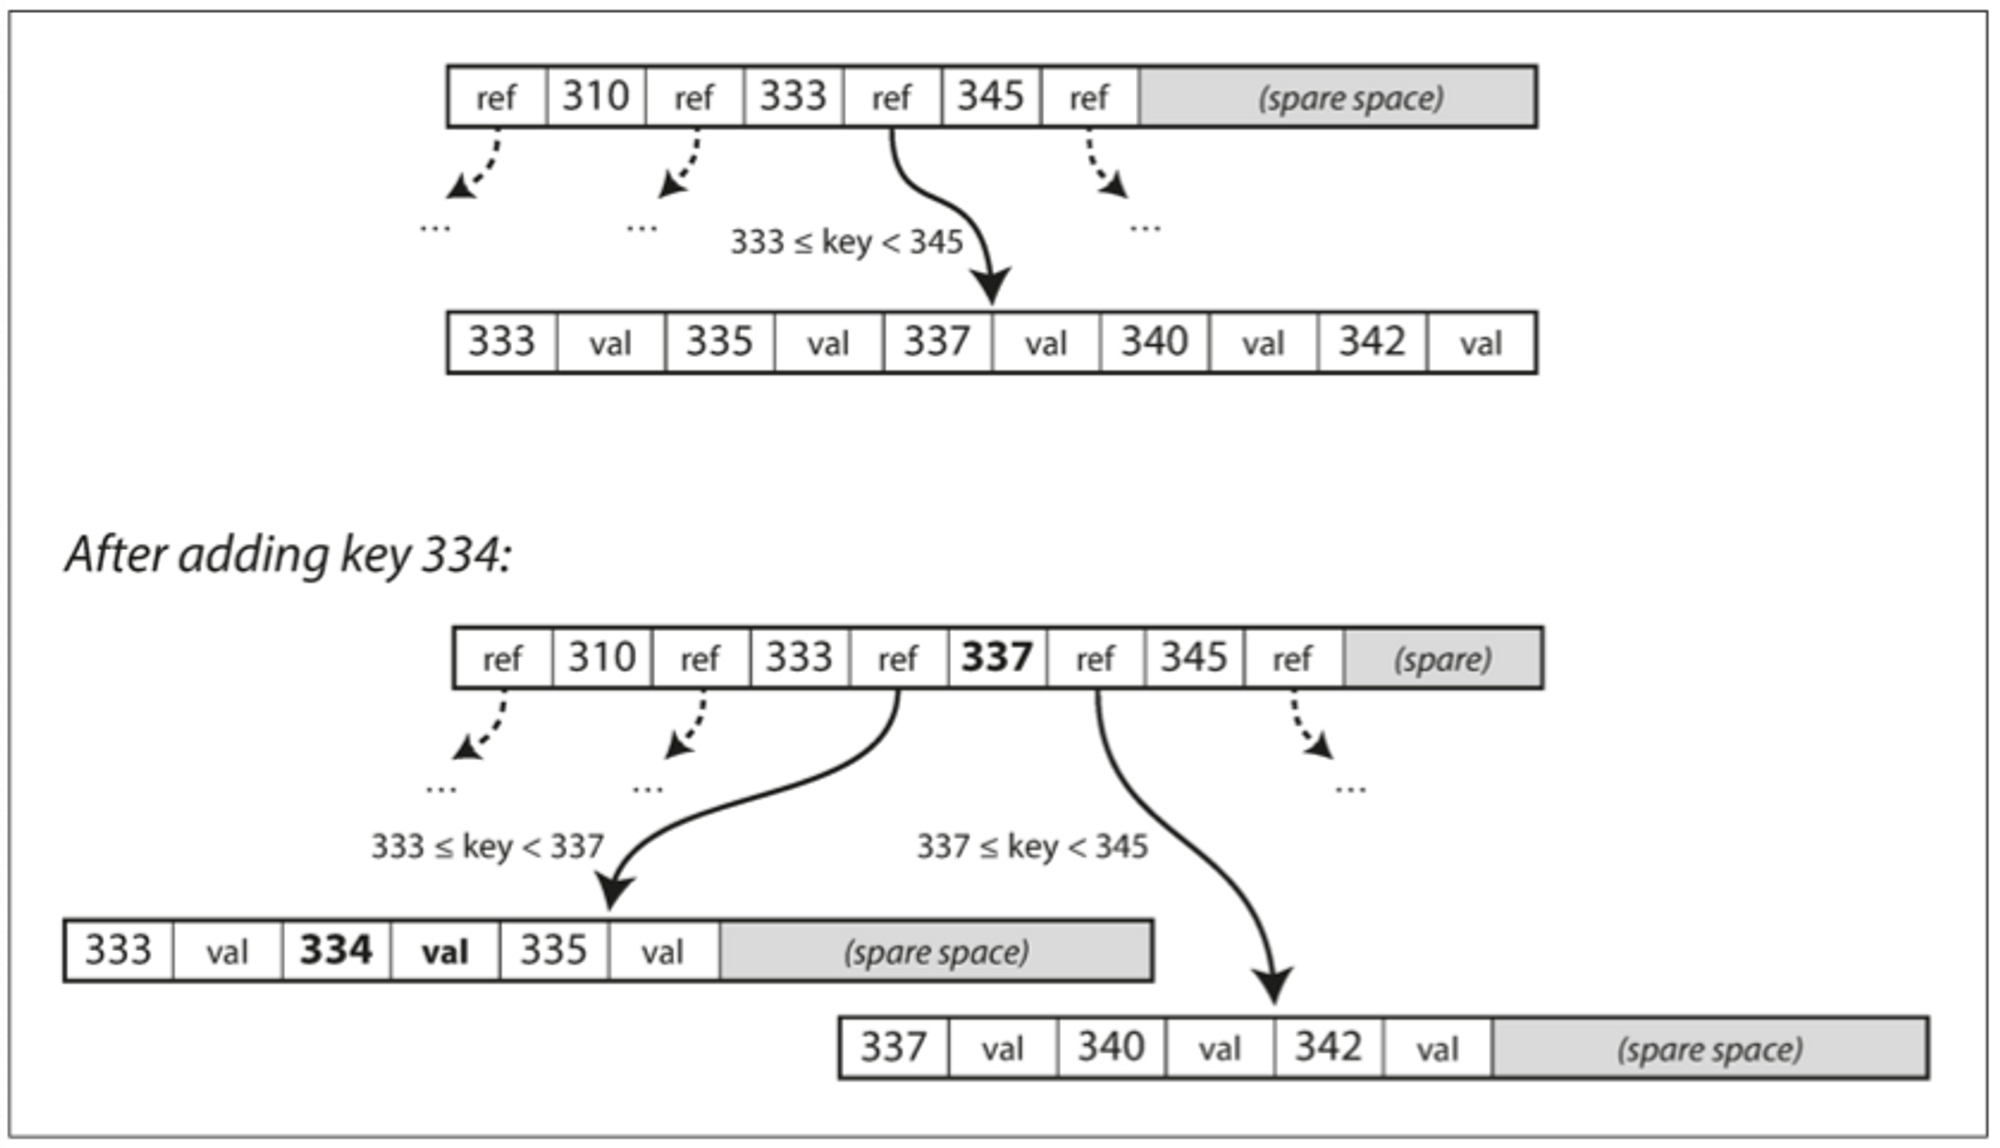 ref 310 ref 333 ref 345 ref (spare space)
... ... 333 ≤ key < 345 ...
333 val 335 val 337 val 340 val 342 val
After adding key 334:
ref 310 ref 333 ref 337 ref 345 ref (spare)
... ... ...
333 ≤ key < 337 337 ≤ key < 345
333 val 334 val 335 val (spare space)
337 val 340 val 342 val (spare space)